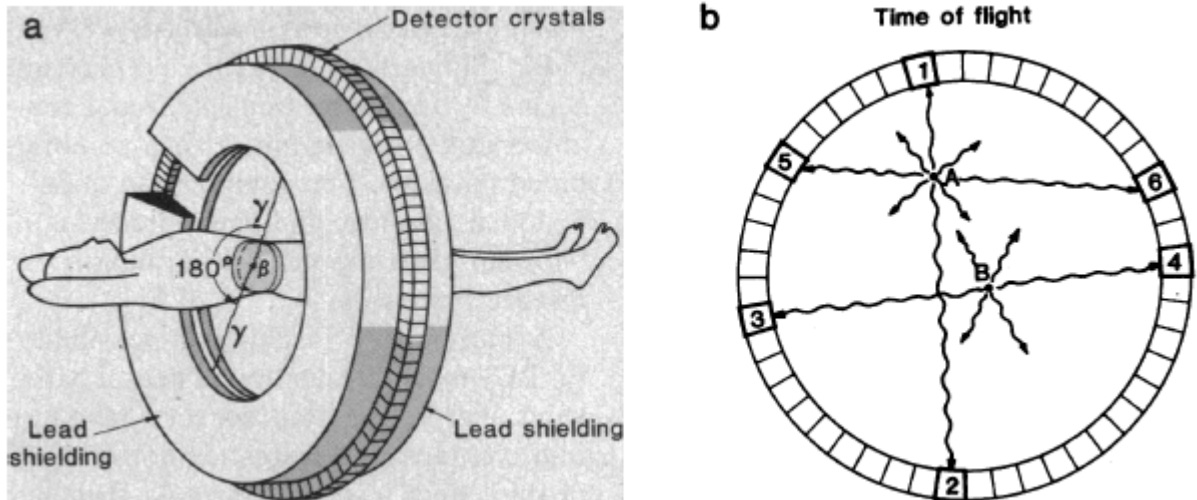 a
Detector crystals
γ
180°
β
γ
Lead
shielding
Lead shielding
b
Time of flight
1
5
A
6
B
4
3
2